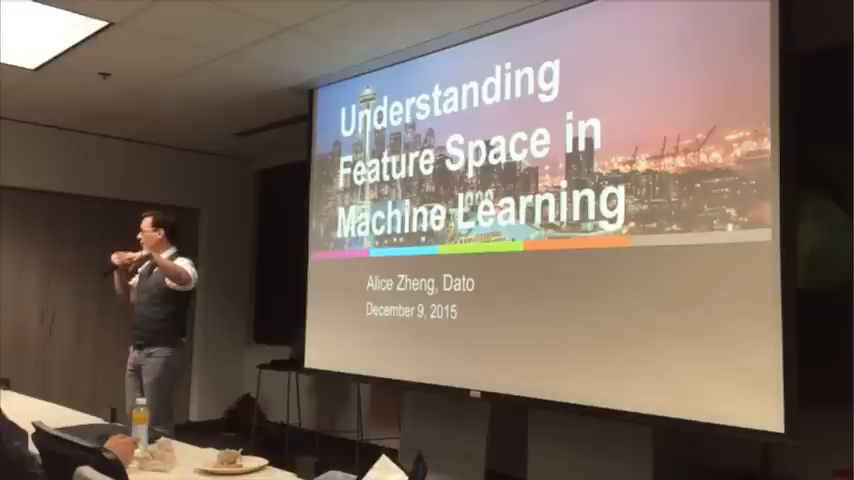 Understanding
Feature Space in
Machine Learning
Alice Zheng, Dato
December 9, 2015